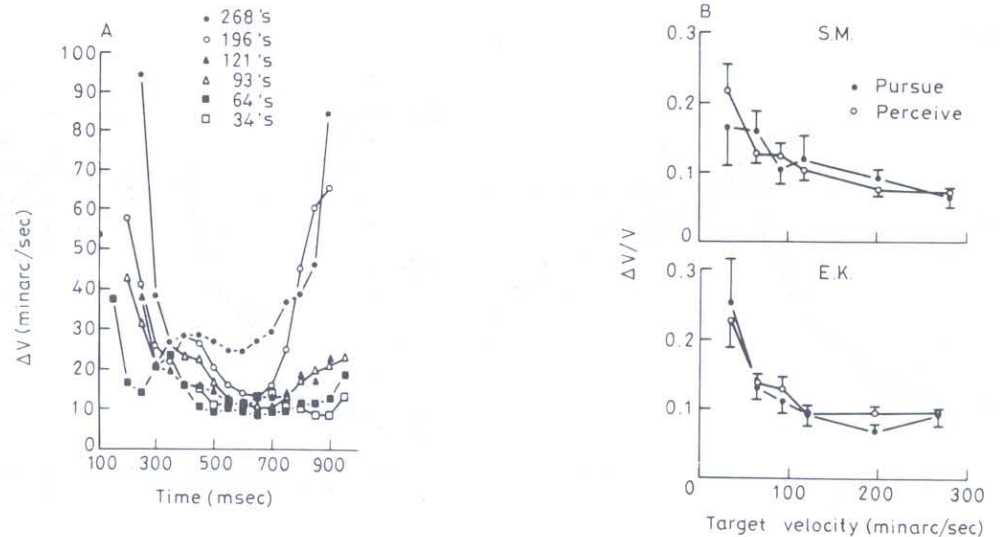 A
268's
196's
121's
93's
64's
34's
100
90
80
70
60
50
40
30
20
10
0
ΔV (minarc/sec)
100 300 500 700 900
Time (msec)
B
S.M.
Pursue
Perceive
0.3
0.2
0.1
0
ΔV/V
E.K.
0.3
0.2
0.1
0 100 200 300
Target velocity (minarc/sec)